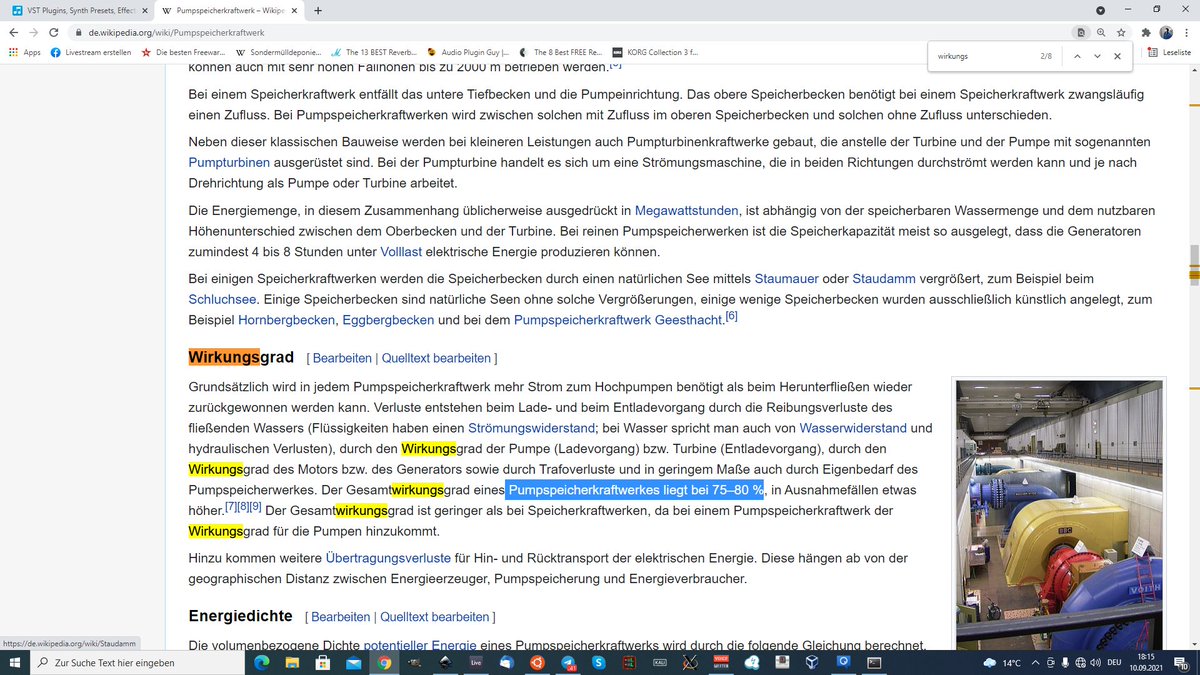 VST Plugins, Synth Presets, Effect
Pumpspeicherkraftwerk – Wikipe
de.wikipedia.org/wiki/Pumpspeicherkraftwerk
Apps
Livestream erstellen
Die besten Freewar...
Sondermülldeponie...
The 13 BEST Reverb...
Audio Plugin Guy |...
The 8 Best FREE Re...
KORG Collection 3 f...
Leseliste
wirkungs 2/8
können auch mit sehr hohen Fallhöhen bis zu 2000 m betrieben werden.
Bei einem Speicherkraftwerk entfällt das untere Tiefbecken und die Pumpeinrichtung. Das obere Speicherbecken benötigt bei einem Speicherkraftwerk zwangsläufig
einen Zufluss. Bei Pumpspeicherkraftwerken wird zwischen solchen mit Zufluss im oberen Speicherbecken und solchen ohne Zufluss unterschieden.
Neben dieser klassischen Bauweise werden bei kleineren Leistungen auch Pumpturbinenkraftwerke gebaut, die anstelle der Turbine und der Pumpe mit sogenannten
Pumpturbinen ausgerüstet sind. Bei der Pumpturbine handelt es sich um eine Strömungsmaschine, die in beiden Richtungen durchströmt werden kann und je nach
Drehrichtung als Pumpe oder Turbine arbeitet.
Die Energiemenge, in diesem Zusammenhang üblicherweise ausgedrückt in Megawattstunden, ist abhängig von der speicherbaren Wassermenge und dem nutzbaren
Höhenunterschied zwischen dem Oberbecken und der Turbine. Bei reinen Pumpspeicherwerken ist die Speicherkapazität meist so ausgelegt, dass die Generatoren
zumindest 4 bis 8 Stunden unter Volllast elektrische Energie produzieren können.
Bei einigen Speicherkraftwerken werden die Speicherbecken durch einen natürlichen See mittels Staumauer oder Staudamm vergrößert, zum Beispiel beim
Schluchsee. Einige Speicherbecken sind natürliche Seen ohne solche Vergrößerungen, einige wenige Speicherbecken wurden ausschließlich künstlich angelegt, zum
Beispiel Hornbergbecken, Eggbergbecken und bei dem Pumpspeicherkraftwerk Geesthacht.[6]
Wirkungsgrad [ Bearbeiten | Quelltext bearbeiten ]
Grundsätzlich wird in jedem Pumpspeicherkraftwerk mehr Strom zum Hochpumpen benötigt als beim Herunterfließen wieder
zurückgewonnen werden kann. Verluste entstehen beim Lade- und beim Entladevorgang durch die Reibungsverluste des
fließenden Wassers (Flüssigkeiten haben einen Strömungswiderstand; bei Wasser spricht man auch von Wasserwiderstand und
hydraulischen Verlusten), durch den Wirkungsgrad der Pumpe (Ladevorgang) bzw. Turbine (Entladevorgang), durch den
Wirkungsgrad des Motors bzw. des Generators sowie durch Trafoverluste und in geringem Maße auch durch Eigenbedarf des
Pumpspeicherwerkes. Der Gesamtwirkungsgrad eines Pumpspeicherkraftwerkes liegt bei 75–80 %, in Ausnahmefällen etwas
höher.[7][8][9] Der Gesamtwirkungsgrad ist geringer als bei Speicherkraftwerken, da bei einem Pumpspeicherkraftwerk der
Wirkungsgrad für die Pumpen hinzukommt.
Hinzu kommen weitere Übertragungsverluste für Hin- und Rücktransport der elektrischen Energie. Diese hängen ab von der
geographischen Distanz zwischen Energieerzeuger, Pumpspeicherung und Energieverbraucher.
Energiedichte [ Bearbeiten | Quelltext bearbeiten ]
Die volumenbezogene Dichte potentieller Energie eines Pumpspeicherkraftwerks wird durch die folgende Gleichung berechnet.
BBC
VOITH
https://de.wikipedia.org/wiki/Staudamm
Zur Suche Text hier eingeben
Live
14°C
DEU
18:15
10.09.2021